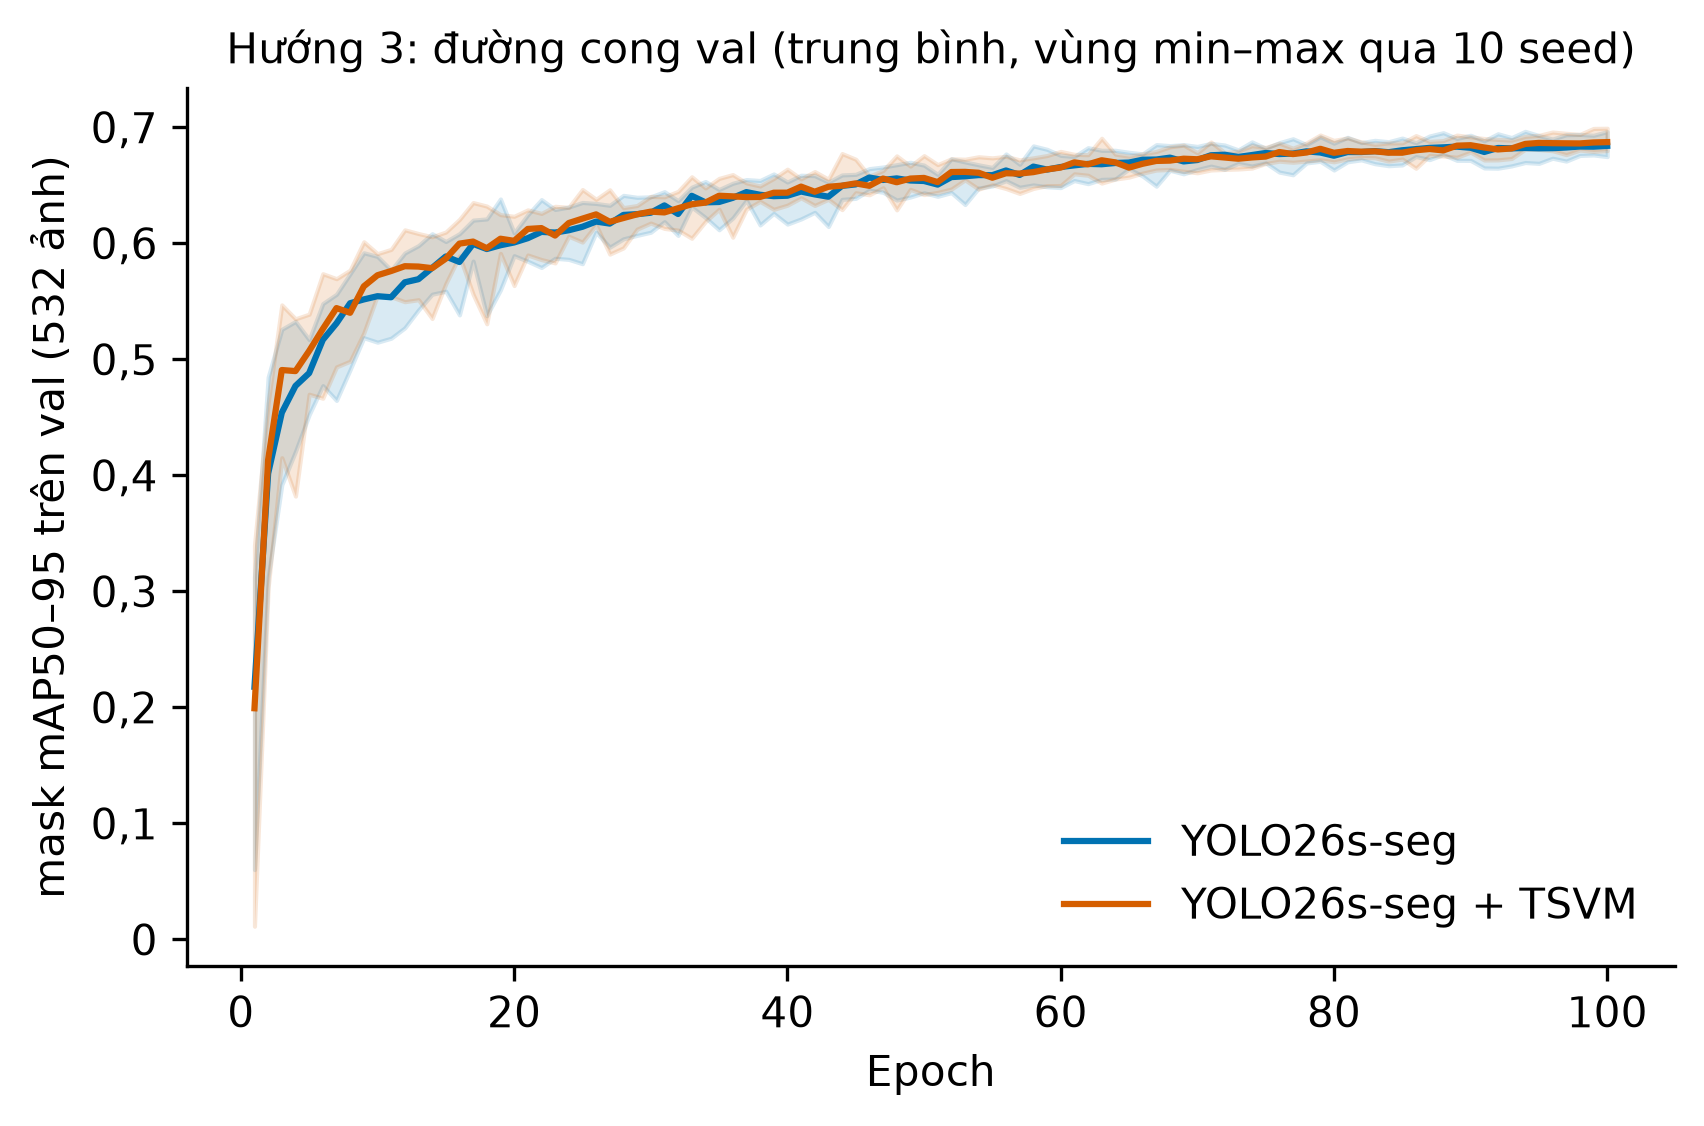 Hướng 3: đường cong val (trung bình, vùng min–max qua 10 seed)
mask mAP50–95 trên val (532 ảnh)
0,7
0,6
0,5
0,4
0,3
0,2
0,1
0
YOLO26s-seg
YOLO26s-seg + TSVM
0 20 40 60 80 100
Epoch